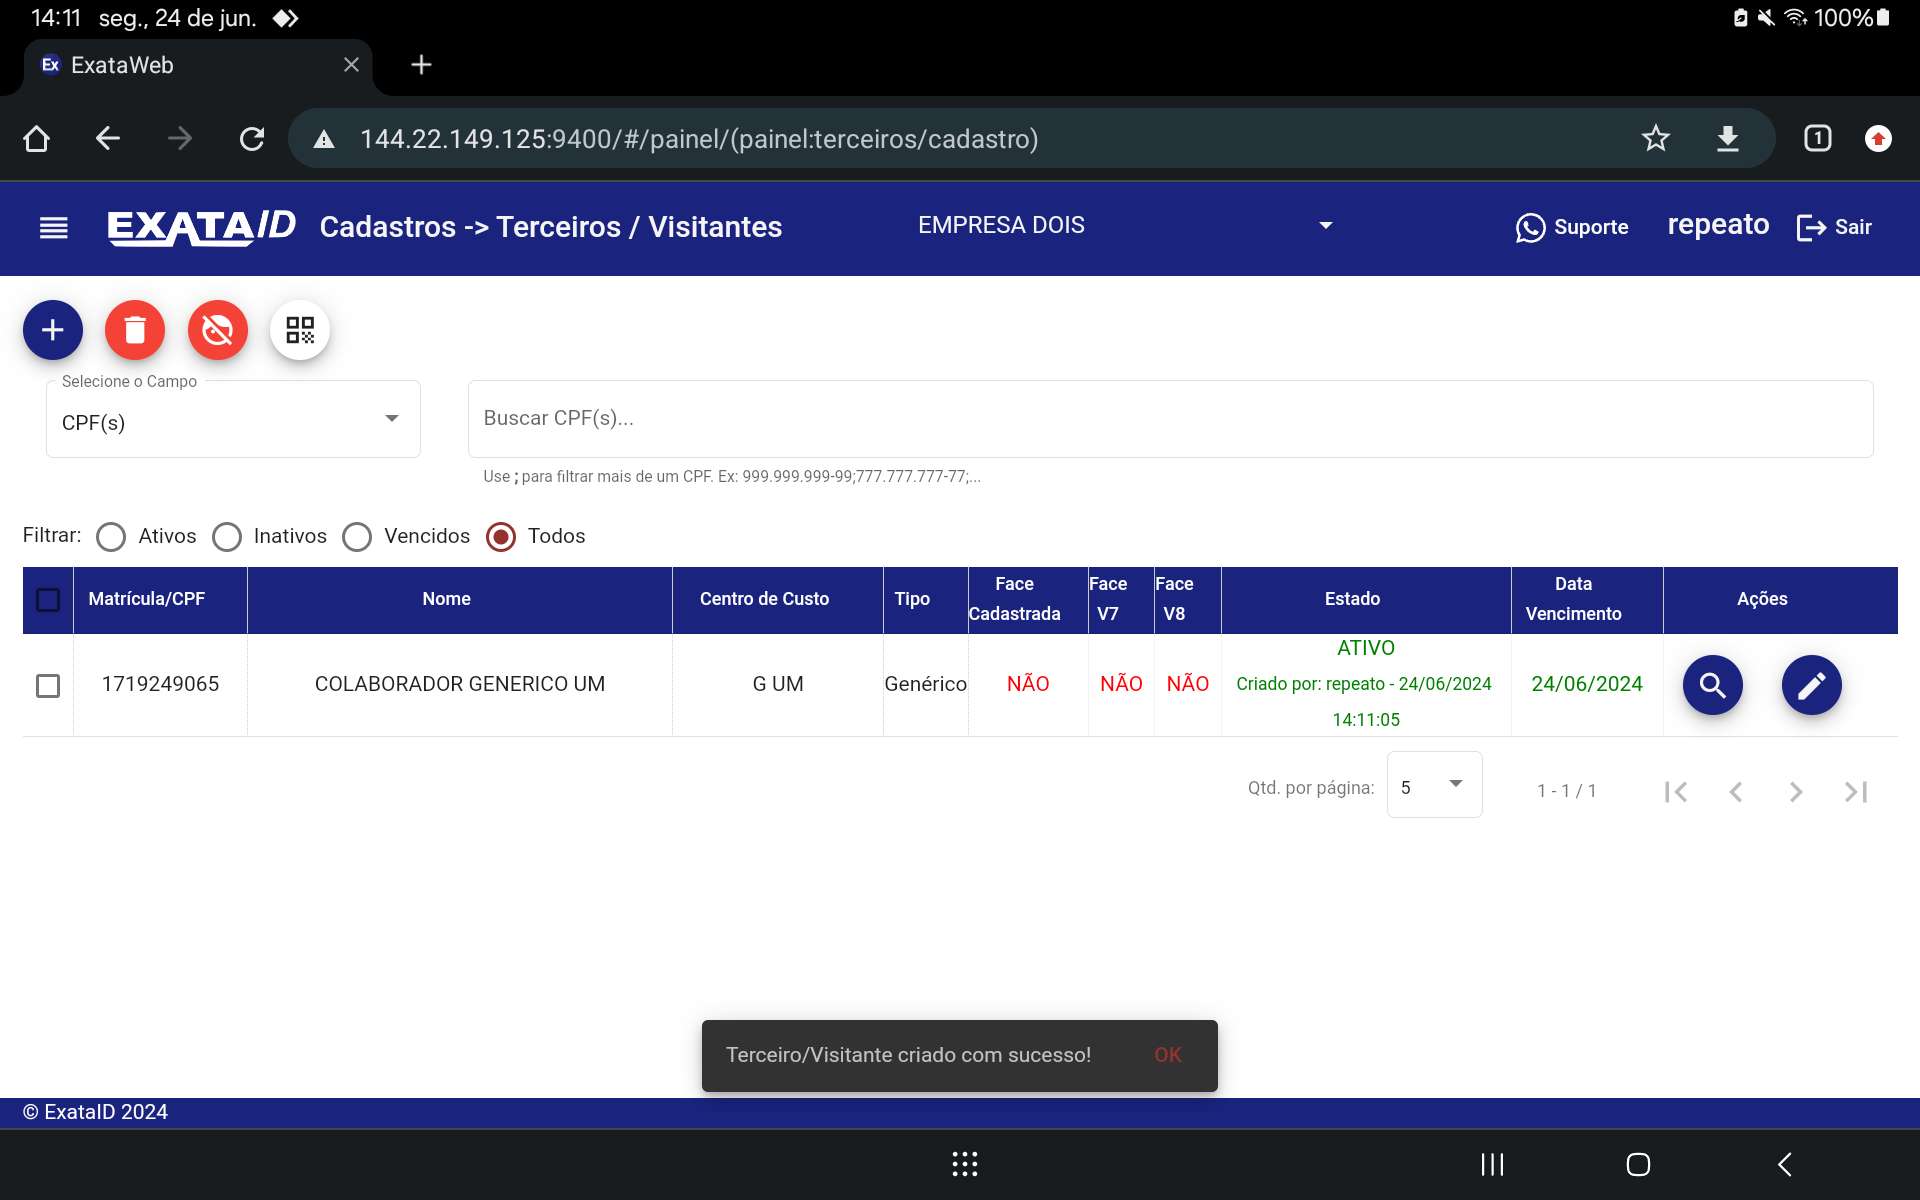 14:11 seg., 24 de jun. 100%
Ex ExataWeb
144.22.149.125:9400/#/painel/(painel:terceiros/cadastro) 1
EXATAID Cadastros -> Terceiros / Visitantes EMPRESA DOIS Suporte repeato Sair
Selecione o Campo
CPF(s) Buscar CPF(s)...
Use ; para filtrar mais de um CPF. Ex: 999.999.999-99;777.777.777-77;...
Filtrar: Ativos Inativos Vencidos Todos
Matrícula/CPF Nome Centro de Custo Tipo Face Cadastrada Face V7 Face V8 Estado Data Vencimento Ações
1719249065 COLABORADOR GENERICO UM G UM Genérico NÃO NÃO NÃO ATIVO Criado por: repeato - 24/06/2024 14:11:05 24/06/2024
Qtd. por página: 5 1 - 1 / 1
Terceiro/Visitante criado com sucesso! OK
© ExataID 2024